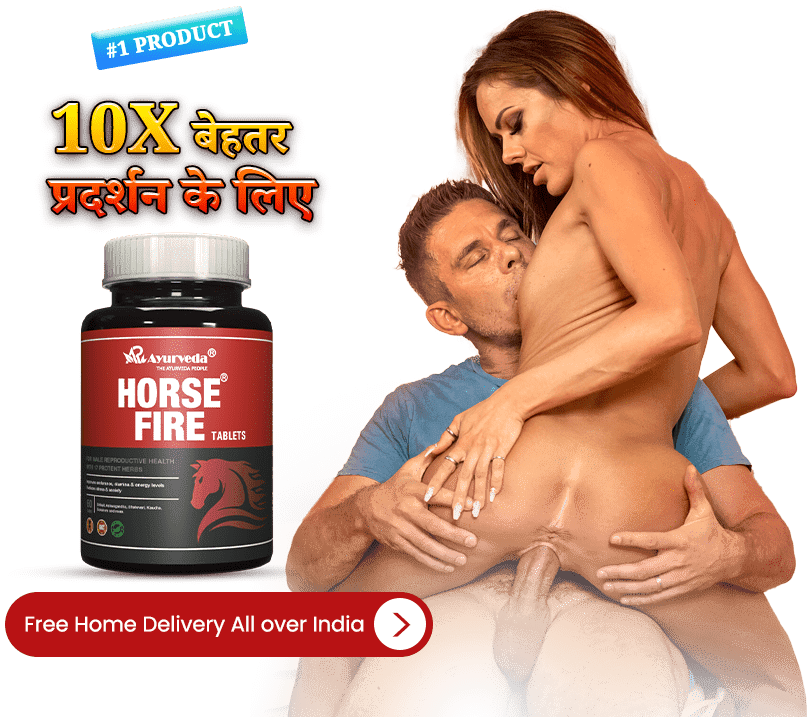 #1 PRODUCT
10X बेहतर
प्रदर्शन के लिए
Ayurveda®
THE AYURVEDA PEOPLE
HORSE®
FIRE TABLETS
FOR MALE REPRODUCTIVE HEALTH
Free Home Delivery All over India